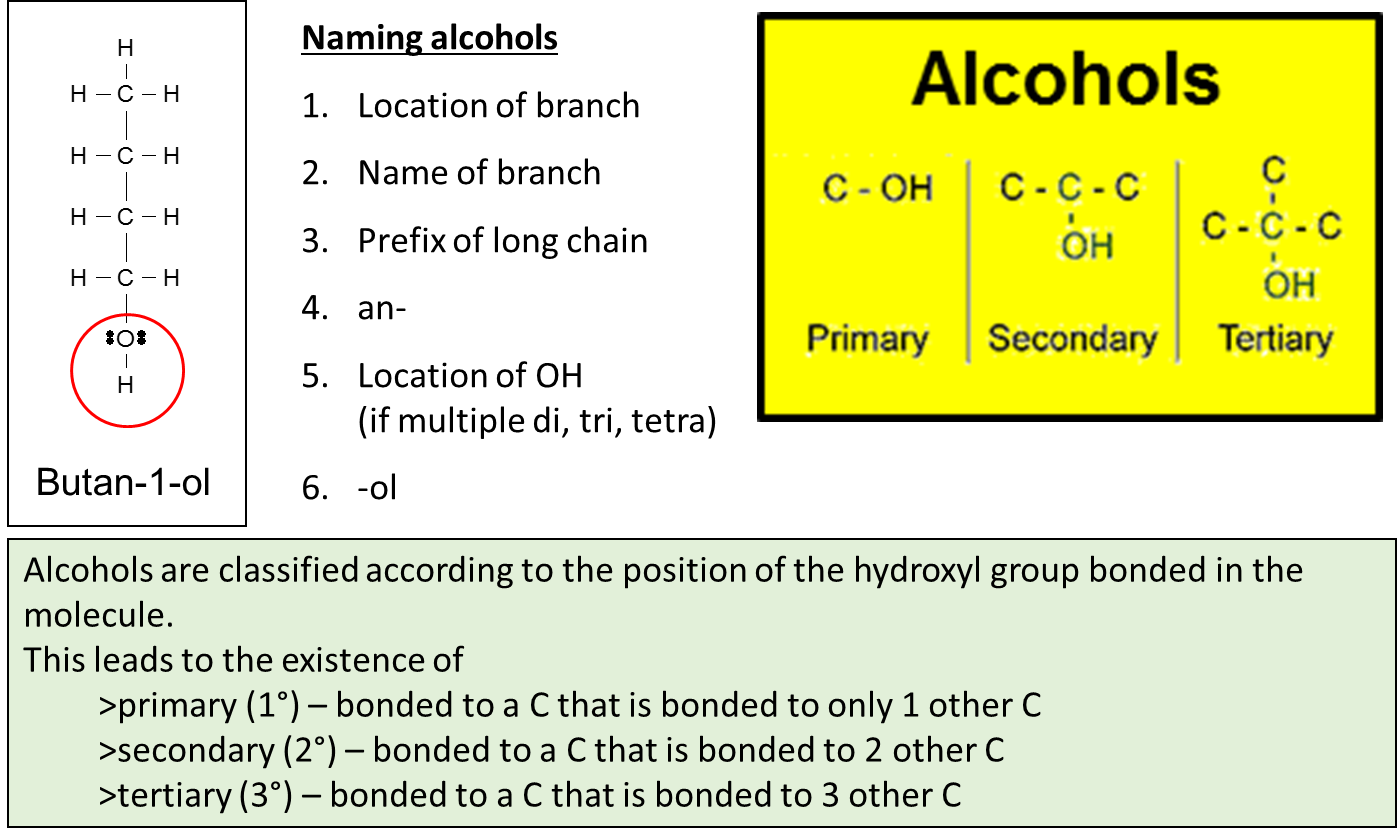 H
H – C – H
H – C – H
H – C – H
H – C – H
O
H
Butan-1-ol
Naming alcohols
1. Location of branch
2. Name of branch
3. Prefix of long chain
4. an-
5. Location of OH
(if multiple di, tri, tetra)
6. -ol
Alcohols
C - OH
Primary
C - C - C
OH
Secondary
C
C - C - C
OH
Tertiary
Alcohols are classified according to the position of the hydroxyl group bonded in the
molecule.
This leads to the existence of
>primary (1°) – bonded to a C that is bonded to only 1 other C
>secondary (2°) – bonded to a C that is bonded to 2 other C
>tertiary (3°) – bonded to a C that is bonded to 3 other C